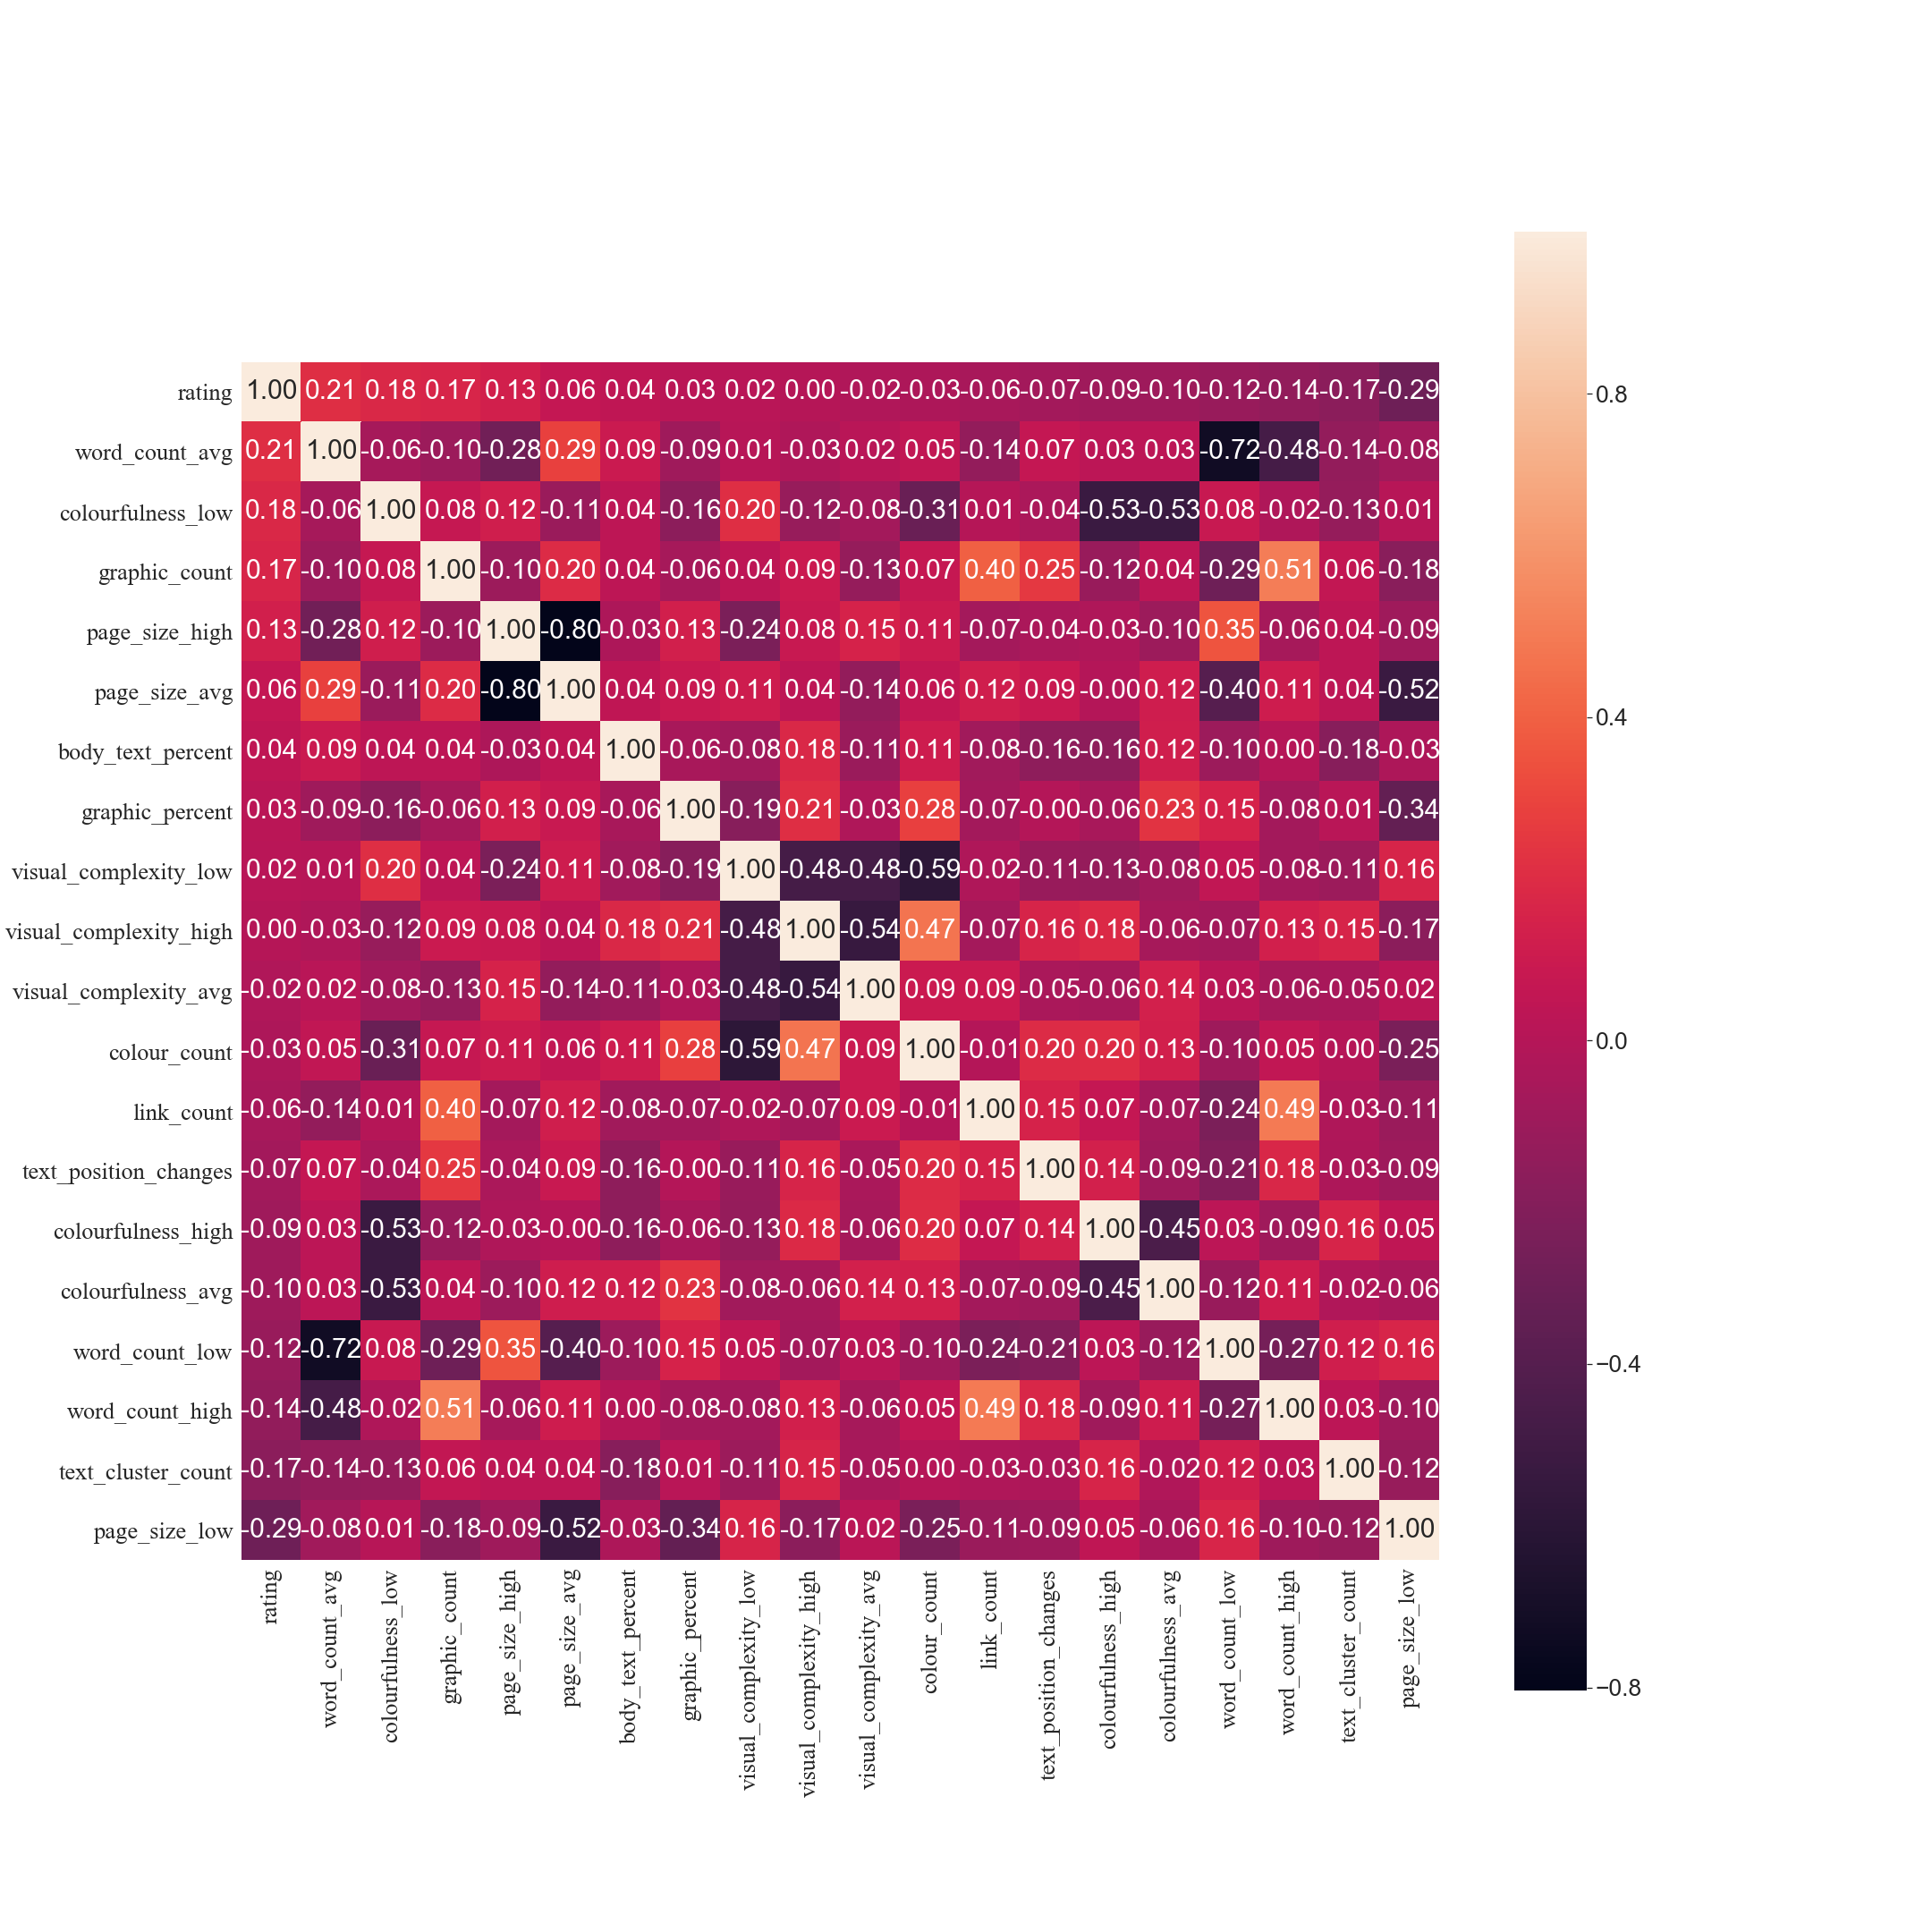 rating 1.00 0.21 0.18 0.17 0.13 0.06 0.04 0.03 0.02 0.00 -0.02 -0.03 -0.06 -0.07 -0.09 -0.10 -0.12 -0.14 -0.17 -0.29
word_count_avg 0.21 1.00 -0.06 -0.10 -0.28 0.29 0.09 -0.09 0.01 -0.03 0.02 0.05 -0.14 0.07 0.03 0.03 -0.72 -0.48 -0.14 -0.08
colourfulness_low 0.18 -0.06 1.00 0.08 0.12 -0.11 0.04 -0.16 0.20 -0.12 -0.08 -0.31 0.01 -0.04 -0.53 -0.53 0.08 -0.02 -0.13 0.01
graphic_count 0.17 -0.10 0.08 1.00 -0.10 0.20 0.04 -0.06 0.04 0.09 -0.13 0.07 0.40 0.25 -0.12 0.04 -0.29 0.51 0.06 -0.18
page_size_high 0.13 -0.28 0.12 -0.10 1.00 -0.80 -0.03 0.13 -0.24 0.08 0.15 0.11 -0.07 -0.04 -0.03 -0.10 0.35 -0.06 0.04 -0.09
page_size_avg 0.06 0.29 -0.11 0.20 -0.80 1.00 0.04 0.09 0.11 0.04 -0.14 0.06 0.12 0.09 -0.00 0.12 -0.40 0.11 0.04 -0.52
body_text_percent 0.04 0.09 0.04 0.04 -0.03 0.04 1.00 -0.06 -0.08 0.18 -0.11 0.11 -0.08 -0.16 -0.16 0.12 -0.10 0.00 -0.18 -0.03
graphic_percent 0.03 -0.09 -0.16 -0.06 0.13 0.09 -0.06 1.00 -0.19 0.21 -0.03 0.28 -0.07 -0.00 -0.06 0.23 0.15 -0.08 0.01 -0.34
visual_complexity_low 0.02 0.01 0.20 0.04 -0.24 0.11 -0.08 -0.19 1.00 -0.48 -0.48 -0.59 -0.02 -0.11 -0.13 -0.08 0.05 -0.08 -0.11 0.16
visual_complexity_high 0.00 -0.03 -0.12 0.09 0.08 0.04 0.18 0.21 -0.48 1.00 -0.54 0.47 -0.07 0.16 0.18 -0.06 -0.07 0.13 0.15 -0.17
visual_complexity_avg -0.02 0.02 -0.08 -0.13 0.15 -0.14 -0.11 -0.03 -0.48 -0.54 1.00 0.09 0.09 -0.05 -0.06 0.14 0.03 -0.06 -0.05 0.02
colour_count -0.03 0.05 -0.31 0.07 0.11 0.06 0.11 0.28 -0.59 0.47 0.09 1.00 -0.01 0.20 0.20 0.13 -0.10 0.05 0.00 -0.25
link_count -0.06 -0.14 0.01 0.40 -0.07 0.12 -0.08 -0.07 -0.02 -0.07 0.09 -0.01 1.00 0.15 0.07 -0.07 -0.24 0.49 -0.03 -0.11
text_position_changes -0.07 0.07 -0.04 0.25 -0.04 0.09 -0.16 -0.00 -0.11 0.16 -0.05 0.20 0.15 1.00 0.14 -0.09 -0.21 0.18 -0.03 -0.09
colourfulness_high -0.09 0.03 -0.53 -0.12 -0.03 -0.00 -0.16 -0.06 -0.13 0.18 -0.06 0.20 0.07 0.14 1.00 -0.45 0.03 -0.09 0.16 0.05
colourfulness_avg -0.10 0.03 -0.53 0.04 -0.10 0.12 0.12 0.23 -0.08 -0.06 0.14 0.13 -0.07 -0.09 -0.45 1.00 -0.12 0.11 -0.02 -0.06
word_count_low -0.12 -0.72 0.08 -0.29 0.35 -0.40 -0.10 0.15 0.05 -0.07 0.03 -0.10 -0.24 -0.21 0.03 -0.12 1.00 -0.27 0.12 0.16
word_count_high -0.14 -0.48 -0.02 0.51 -0.06 0.11 0.00 -0.08 -0.08 0.13 -0.06 0.05 0.49 0.18 -0.09 0.11 -0.27 1.00 0.03 -0.10
text_cluster_count -0.17 -0.14 -0.13 0.06 0.04 0.04 -0.18 0.01 -0.11 0.15 -0.05 0.00 -0.03 -0.03 0.16 -0.02 0.12 0.03 1.00 -0.12
page_size_low -0.29 -0.08 0.01 -0.18 -0.09 -0.52 -0.03 -0.34 0.16 -0.17 0.02 -0.25 -0.11 -0.09 0.05 -0.06 0.16 -0.10 -0.12 1.00
rating
word_count_avg
colourfulness_low
graphic_count
page_size_high
page_size_avg
body_text_percent
graphic_percent
visual_complexity_low
visual_complexity_high
visual_complexity_avg
colour_count
link_count
text_position_changes
colourfulness_high
colourfulness_avg
word_count_low
word_count_high
text_cluster_count
page_size_low
0.8
0.4
0.0
−0.4
−0.8